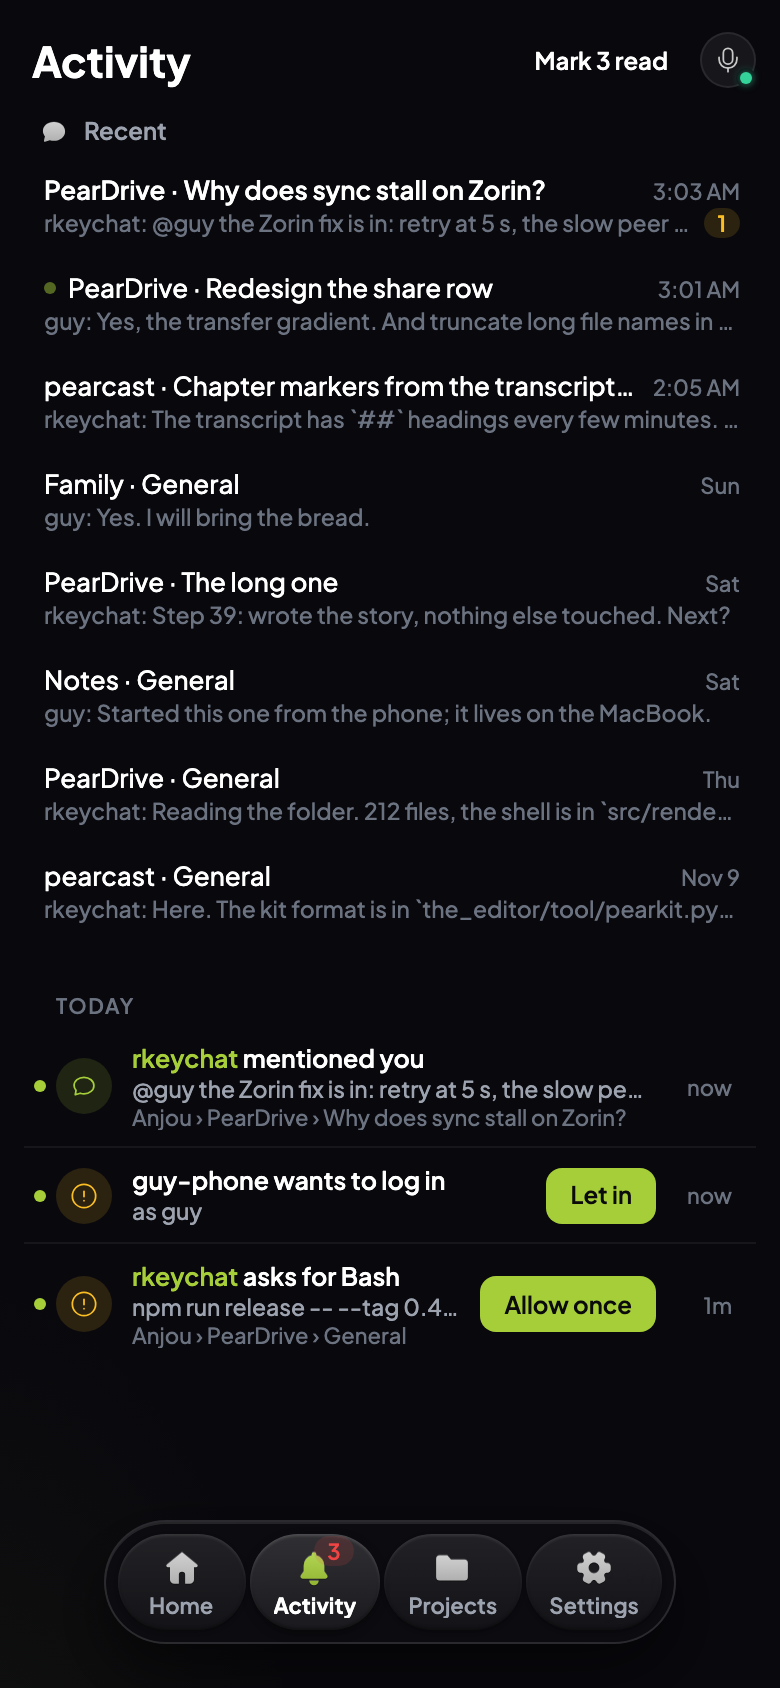 Activity
Mark 3 read
Recent
PearDrive · Why does sync stall on Zorin?
3:03 AM
rkeychat: @guy the Zorin fix is in: retry at 5 s, the slow peer …
1
PearDrive · Redesign the share row
3:01 AM
guy: Yes, the transfer gradient. And truncate long file names in …
pearcast · Chapter markers from the transcript…
2:05 AM
rkeychat: The transcript has `##` headings every few minutes. …
Family · General
Sun
guy: Yes. I will bring the bread.
PearDrive · The long one
Sat
rkeychat: Step 39: wrote the story, nothing else touched. Next?
Notes · General
Sat
guy: Started this one from the phone; it lives on the MacBook.
PearDrive · General
Thu
rkeychat: Reading the folder. 212 files, the shell is in `src/rende…
pearcast · General
Nov 9
rkeychat: Here. The kit format is in `the_editor/tool/pearkit.py…
TODAY
rkeychat mentioned you
@guy the Zorin fix is in: retry at 5 s, the slow pe…
now
Anjou › PearDrive › Why does sync stall on Zorin?
guy-phone wants to log in
as guy
Let in
now
rkeychat asks for Bash
npm run release -- --tag 0.4…
Anjou › PearDrive › General
Allow once
1m
3
Home
Activity
Projects
Settings